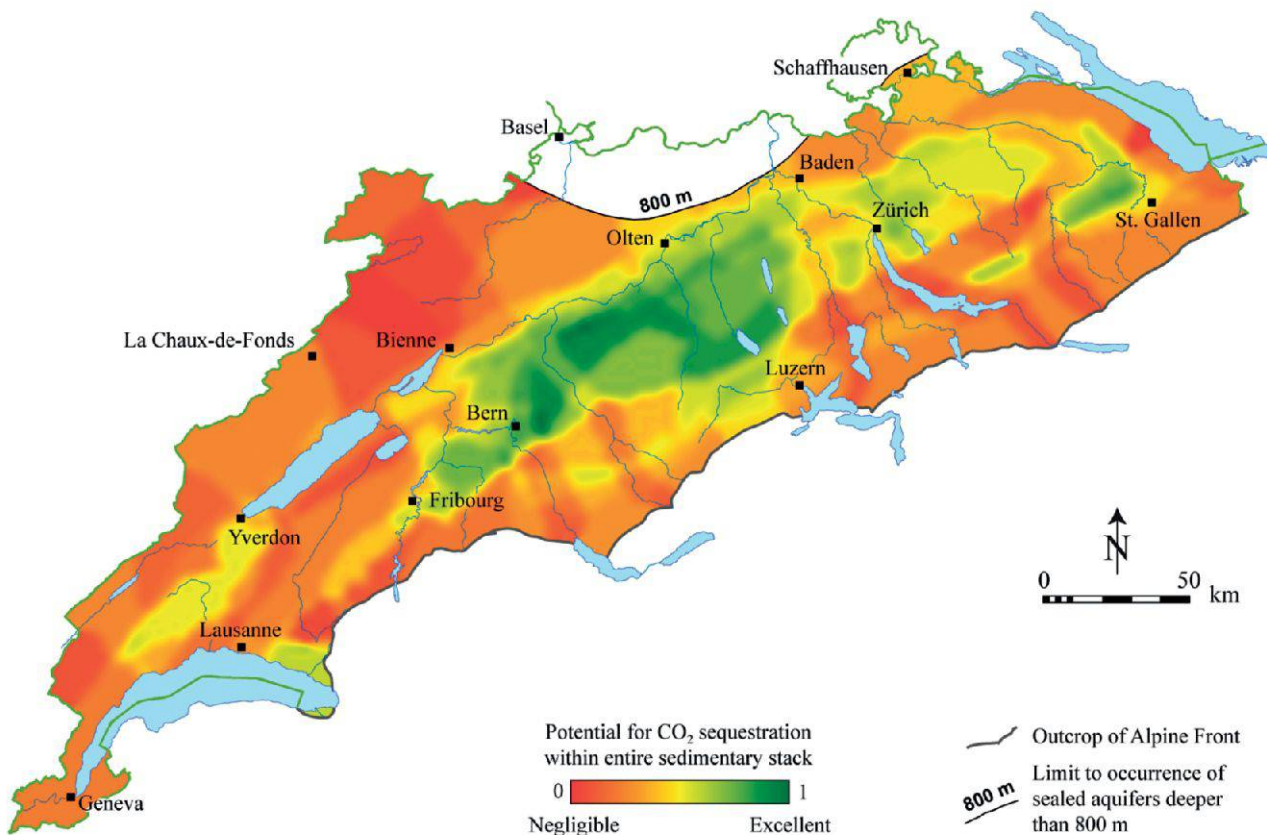 Schaffhausen
Basel
Baden
800 m
Zürich
Olten
St. Gallen
La Chaux-de-Fonds
Bienne
Luzern
Bern
Fribourg
Yverdon
N
0 50
km
Lausanne
Potential for CO₂ sequestration
within entire sedimentary stack
0 1
Negligible Excellent
Outcrop of Alpine Front
800 m
Limit to occurrence of
sealed aquifers deeper
than 800 m
Geneva